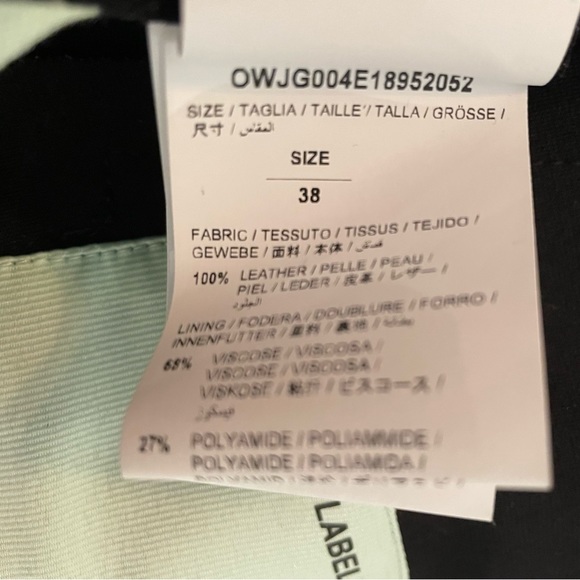 OWJG004E18952052
SIZE / TAGLIA / TAILLE / TALLA / GRÖSSE /
尺寸 / المقاس
SIZE
38
FABRIC / TESSUTO / TISSUS / TEJIDO /
GEWEBE / 面料 / 本体 /
100% LEATHER / PELLE / PEAU /
PIEL / LEDER / 皮革 / レザー /
الجلود
LINING / FODERA / DOUBLURE / FORRO /
INNENFUTTER / 里料 / 裏地 /
68% VISCOSE / VISCOSA /
VISCOSE / VISCOSA /
VISKOSE / 粘纤 / ビスコース /
الفيسكوز
27% POLYAMIDE / POLIAMMIDE /
POLYAMIDE / POLIAMIDA /
LABEL